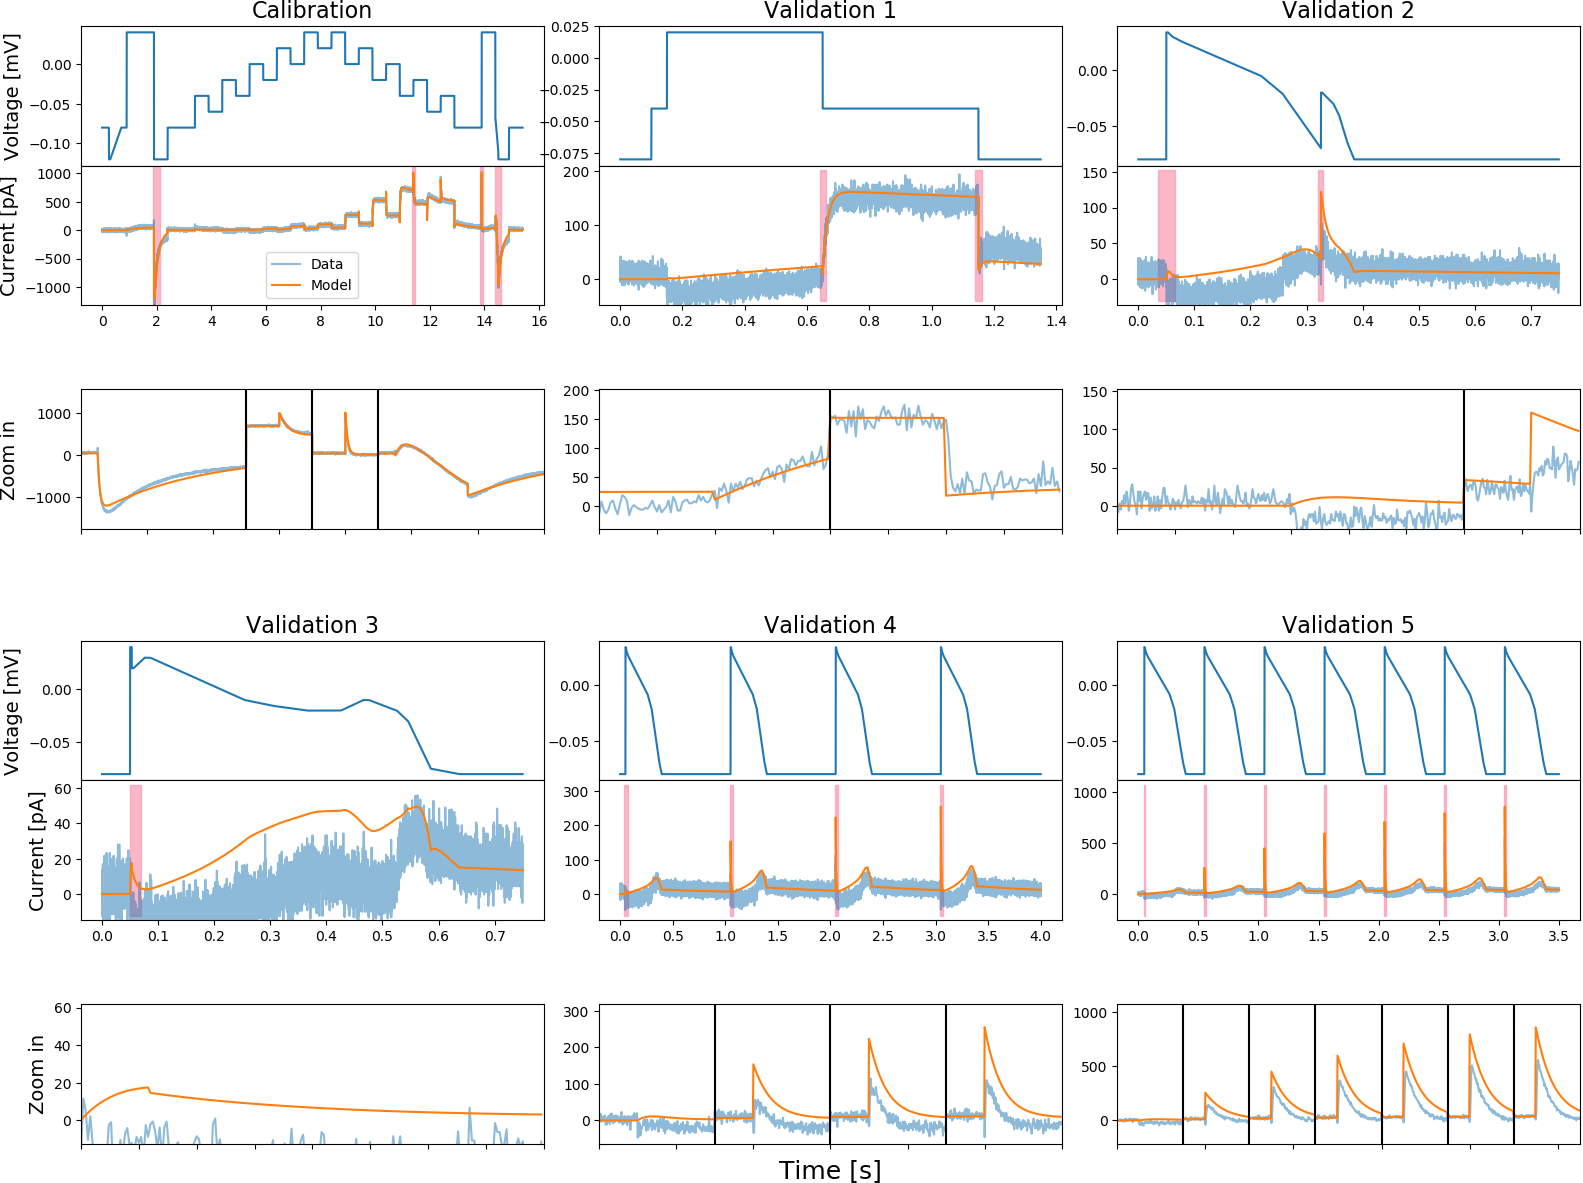 Calibration
Validation 1
Validation 2
Voltage [mV]
0.00
−0.05
−0.10
0.025
0.000
−0.025
−0.050
−0.075
0.00
−0.05
Current [pA]
1000
500
0
−500
−1000
Data
Model
200
100
0
150
100
50
0
0 2 4 6 8 10 12 14 16
0.0 0.2 0.4 0.6 0.8 1.0 1.2 1.4
0.0 0.1 0.2 0.3 0.4 0.5 0.6 0.7
Zoom in
1000
0
−1000
200
150
100
50
0
150
100
50
0
Validation 3
Validation 4
Validation 5
Voltage [mV]
0.00
−0.05
0.00
−0.05
0.00
−0.05
Current [pA]
60
40
20
0
300
200
100
0
1000
500
0
0.0 0.1 0.2 0.3 0.4 0.5 0.6 0.7
0.0 0.5 1.0 1.5 2.0 2.5 3.0 3.5 4.0
0.0 0.5 1.0 1.5 2.0 2.5 3.0 3.5
Zoom in
60
40
20
0
300
200
100
0
1000
500
0
Time [s]